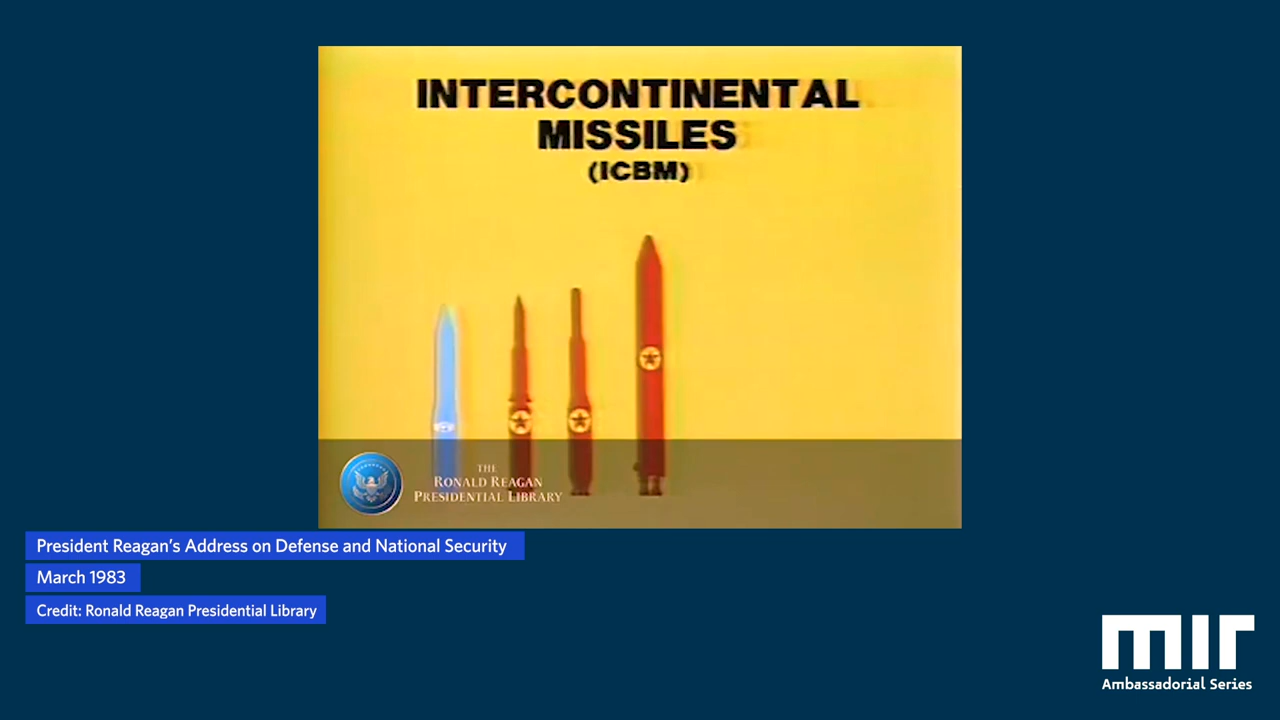 INTERCONTINENTAL
MISSILES
(ICBM)
THE
RONALD REAGAN
PRESIDENTIAL LIBRARY
President Reagan's Address on Defense and National Security
March 1983
Credit: Ronald Reagan Presidential Library
mir
Ambassadorial Series